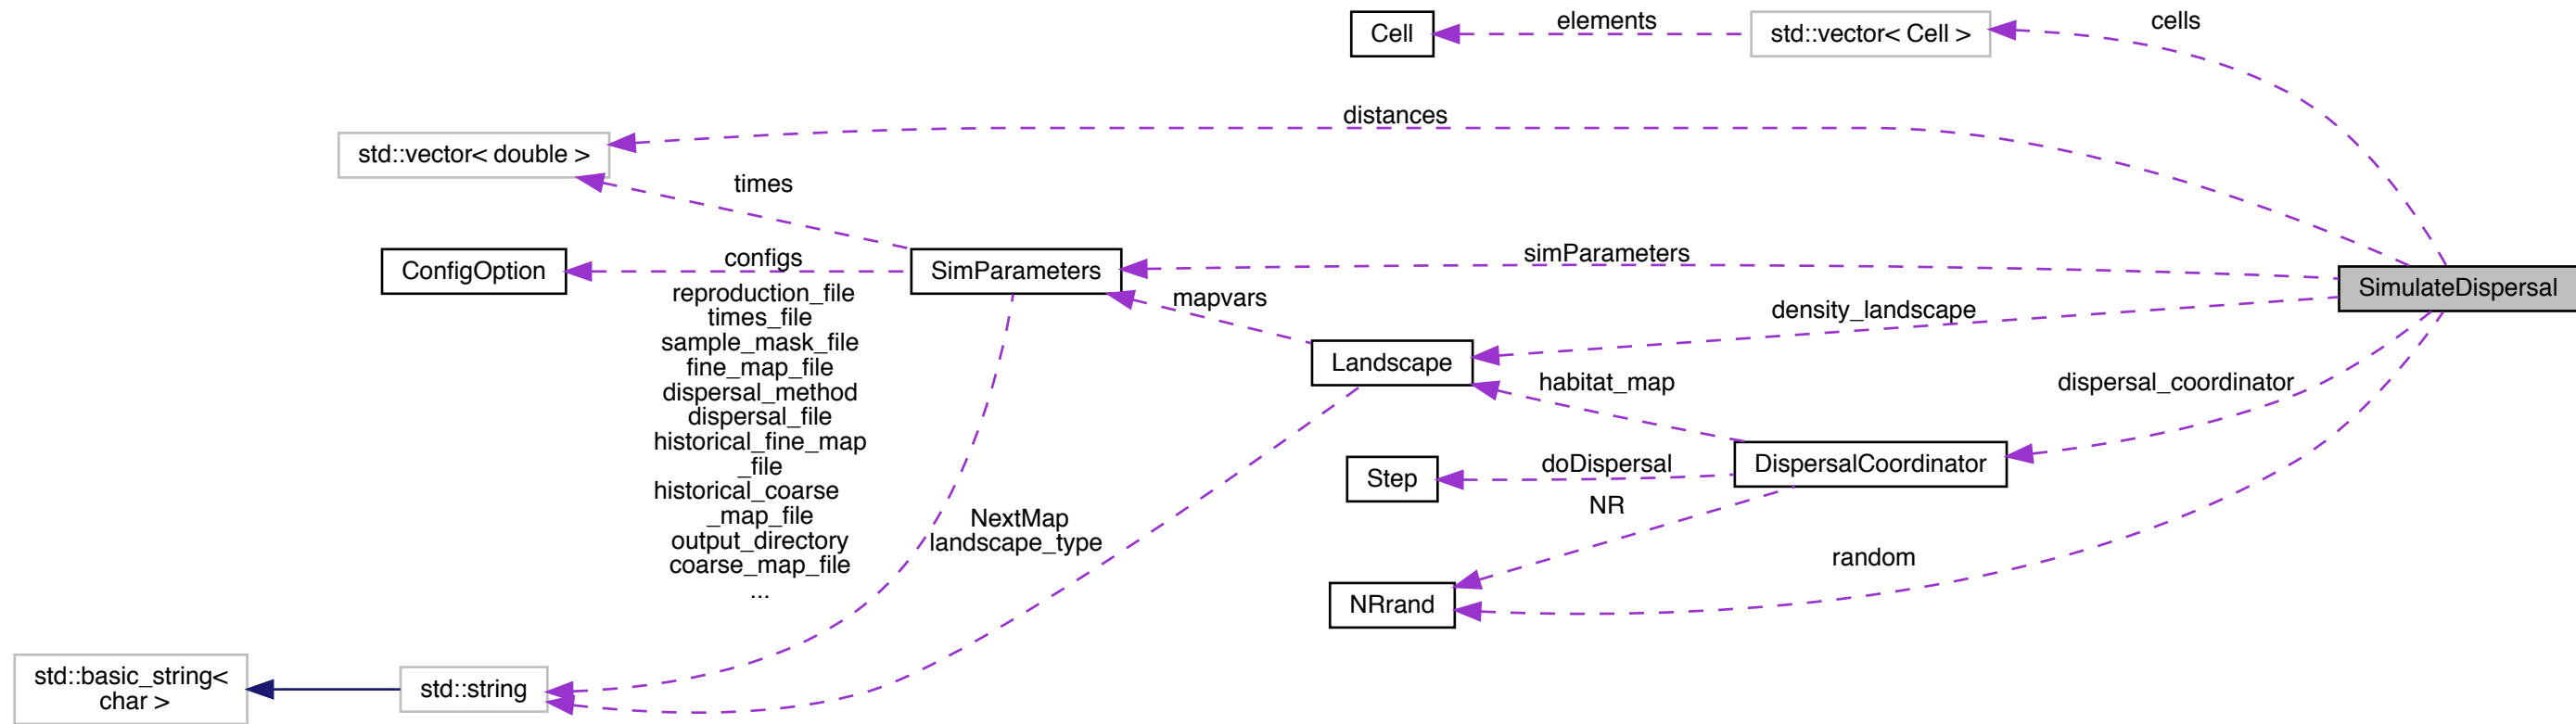 Cell
elements
std::vector< Cell >
cells
distances
std::vector< double >
times
ConfigOption
configs
SimParameters
simParameters
SimulateDispersal
reproduction_file
times_file
sample_mask_file
fine_map_file
dispersal_method
dispersal_file
historical_fine_map
_file
historical_coarse
_map_file
output_directory
coarse_map_file
...
mapvars
density_landscape
Landscape
habitat_map
dispersal_coordinator
Step
doDispersal
DispersalCoordinator
NR
NextMap
landscape_type
random
NRrand
std::basic_string<
char >
std::string